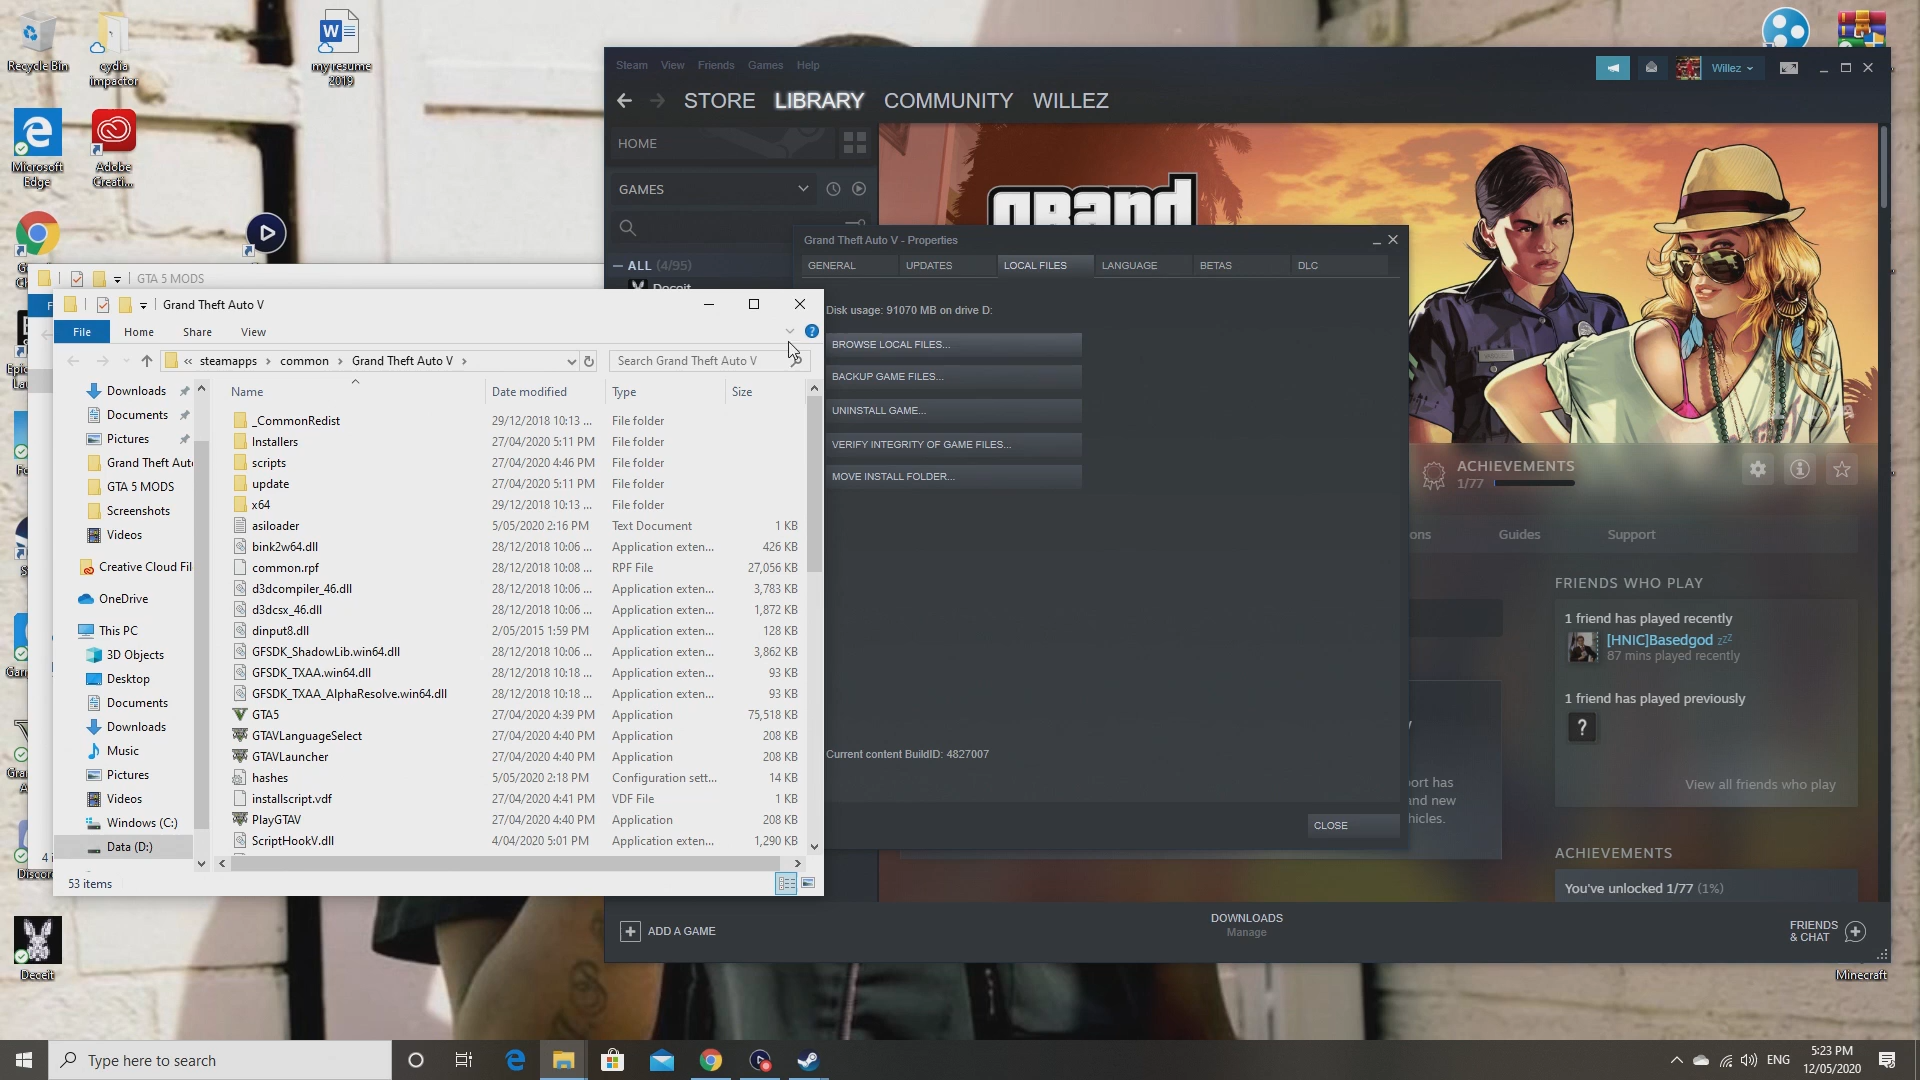 Recycle Bin
cydia impactor
my resume 2019
Microsoft Edge
Adobe Creati...
Deceit
Minecraft
Steam View Friends Games Help
Willez
STORE LIBRARY COMMUNITY WILLEZ
HOME
GAMES
ALL (4/95)
Deceit
grand
Grand Theft Auto V - Properties
GENERAL UPDATES LOCAL FILES LANGUAGE BETAS DLC
Disk usage: 91070 MB on drive D:
BROWSE LOCAL FILES...
BACKUP GAME FILES...
UNINSTALL GAME...
VERIFY INTEGRITY OF GAME FILES...
MOVE INSTALL FOLDER...
Current content BuildID: 4827007
CLOSE
ACHIEVEMENTS
1/77
ons Guides Support
FRIENDS WHO PLAY
1 friend has played recently
[HNIC]Basedgod zzZ
87 mins played recently
1 friend has played previously
?
View all friends who play
port has
and new
hicles.
ACHIEVEMENTS
You've unlocked 1/77 (1%)
ADD A GAME
DOWNLOADS
Manage
FRIENDS
& CHAT
GTA 5 MODS
Grand Theft Auto V
File Home Share View
« steamapps › common › Grand Theft Auto V ›
Search Grand Theft Auto V
Downloads
Documents
Pictures
Grand Theft Aut
GTA 5 MODS
Screenshots
Videos
Creative Cloud Fil
OneDrive
This PC
3D Objects
Desktop
Documents
Downloads
Music
Pictures
Videos
Windows (C:)
Data (D:)
Name Date modified Type Size
_CommonRedist 29/12/2018 10:13 ... File folder
Installers 27/04/2020 5:11 PM File folder
scripts 27/04/2020 4:46 PM File folder
update 27/04/2020 5:11 PM File folder
x64 29/12/2018 10:13 ... File folder
asiloader 5/05/2020 2:16 PM Text Document 1 KB
bink2w64.dll 28/12/2018 10:06 ... Application exten... 426 KB
common.rpf 28/12/2018 10:08 ... RPF File 27,056 KB
d3dcompiler_46.dll 28/12/2018 10:06 ... Application exten... 3,783 KB
d3dcsx_46.dll 28/12/2018 10:06 ... Application exten... 1,872 KB
dinput8.dll 2/05/2015 1:59 PM Application exten... 128 KB
GFSDK_ShadowLib.win64.dll 28/12/2018 10:06 ... Application exten... 3,862 KB
GFSDK_TXAA.win64.dll 28/12/2018 10:18 ... Application exten... 93 KB
GFSDK_TXAA_AlphaResolve.win64.dll 28/12/2018 10:18 ... Application exten... 93 KB
GTA5 27/04/2020 4:39 PM Application 75,518 KB
GTAVLanguageSelect 27/04/2020 4:40 PM Application 208 KB
GTAVLauncher 27/04/2020 4:40 PM Application 208 KB
hashes 5/05/2020 2:18 PM Configuration sett... 14 KB
installscript.vdf 27/04/2020 4:41 PM VDF File 1 KB
PlayGTAV 27/04/2020 4:40 PM Application 208 KB
ScriptHookV.dll 4/04/2020 5:01 PM Application exten... 1,290 KB
53 items
Type here to search
ENG
5:23 PM
12/05/2020